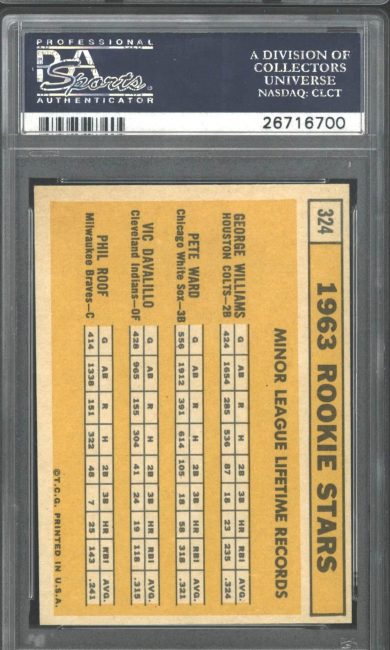 PROFESSIONAL
PSA
Sports
AUTHENTICATOR
A DIVISION OF
COLLECTORS
UNIVERSE
NASDAQ: CLCT
26716700
324
1963 ROOKIE STARS
MINOR LEAGUE LIFETIME RECORDS
GEORGE WILLIAMS
HOUSTON COLTS—2B
G AB R H 2B 3B HR RBI AVG.
424 1654 285 536 87 18 23 235 .324
PETE WARD
Chicago White Sox—3B
G AB R H 2B 3B HR RBI AVG.
556 1912 391 614 105 18 58 318 .321
VIC DAVALILLO
Cleveland Indians—OF
G AB R H 2B 3B HR RBI AVG.
428 965 155 304 41 24 19 118 .315
PHIL ROOF
Milwaukee Braves—C
G AB R H 2B 3B HR RBI AVG.
414 1338 151 322 48 7 25 143 .241
©T.C.G. PRINTED IN U.S.A.